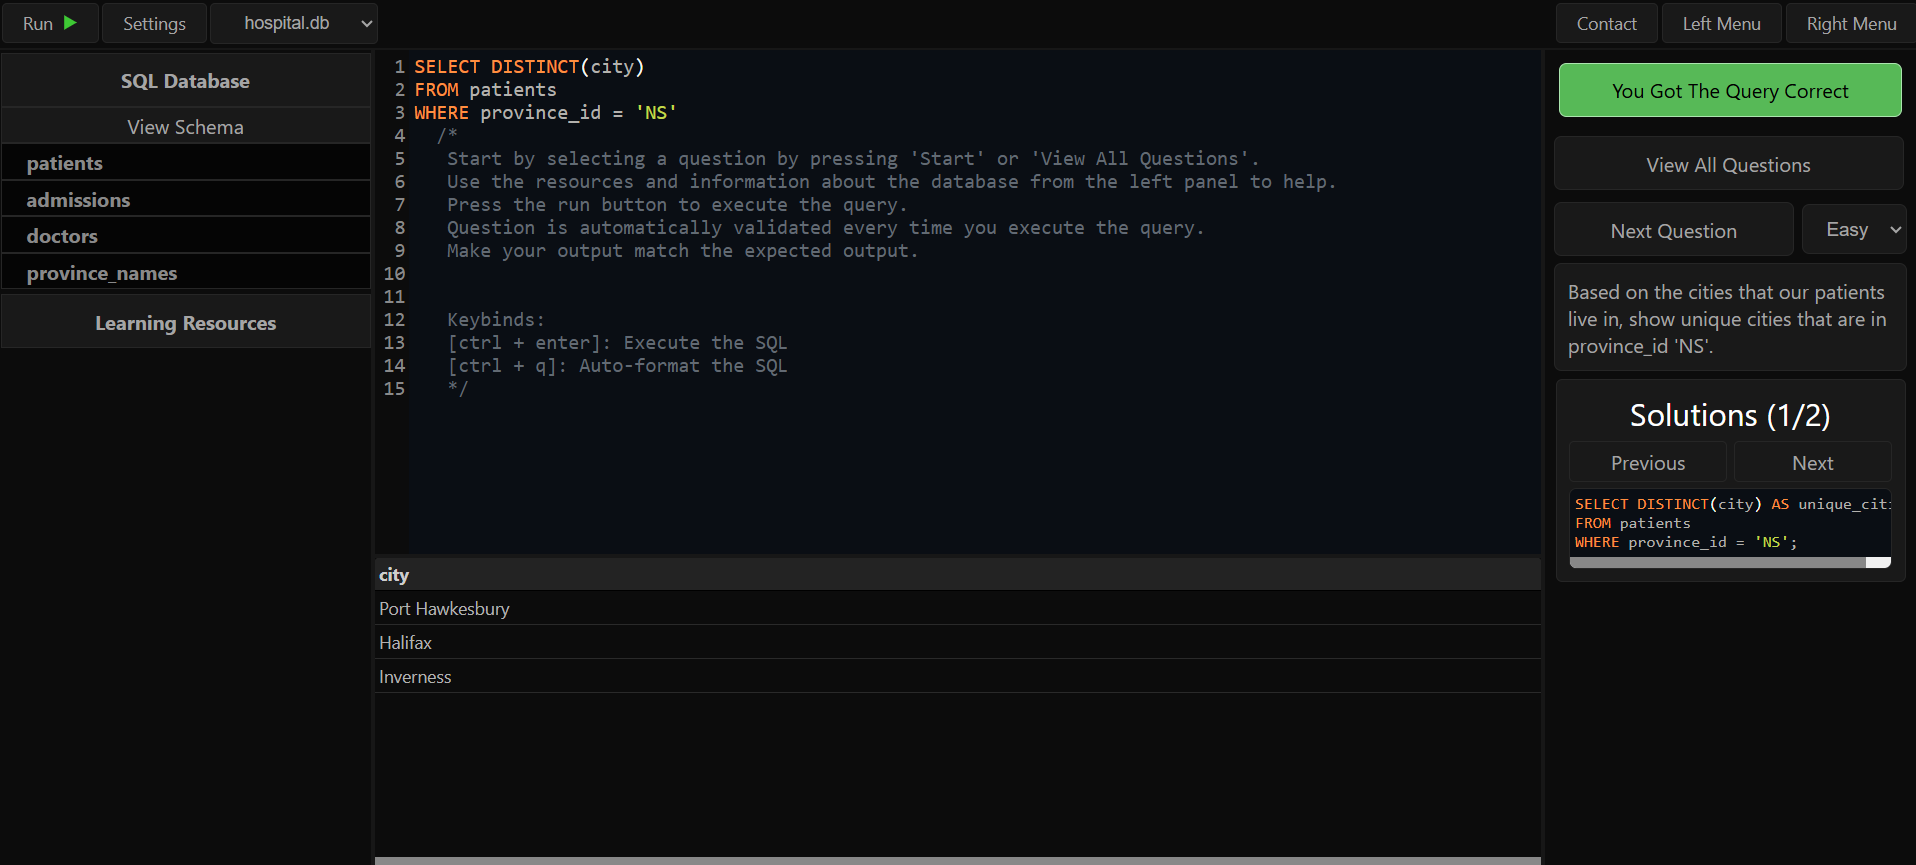 Run
Settings
hospital.db
Contact
Left Menu
Right Menu
SQL Database
View Schema
patients
admissions
doctors
province_names
Learning Resources
1 SELECT DISTINCT(city)
2 FROM patients
3 WHERE province_id = 'NS'
4 /*
5 Start by selecting a question by pressing 'Start' or 'View All Questions'.
6 Use the resources and information about the database from the left panel to help.
7 Press the run button to execute the query.
8 Question is automatically validated every time you execute the query.
9 Make your output match the expected output.
10
11
12 Keybinds:
13 [ctrl + enter]: Execute the SQL
14 [ctrl + q]: Auto-format the SQL
15 */
city
Port Hawkesbury
Halifax
Inverness
You Got The Query Correct
View All Questions
Next Question
Easy
Based on the cities that our patients
live in, show unique cities that are in
province_id 'NS'.
Solutions (1/2)
Previous
Next
SELECT DISTINCT(city) AS unique_citi
FROM patients
WHERE province_id = 'NS';